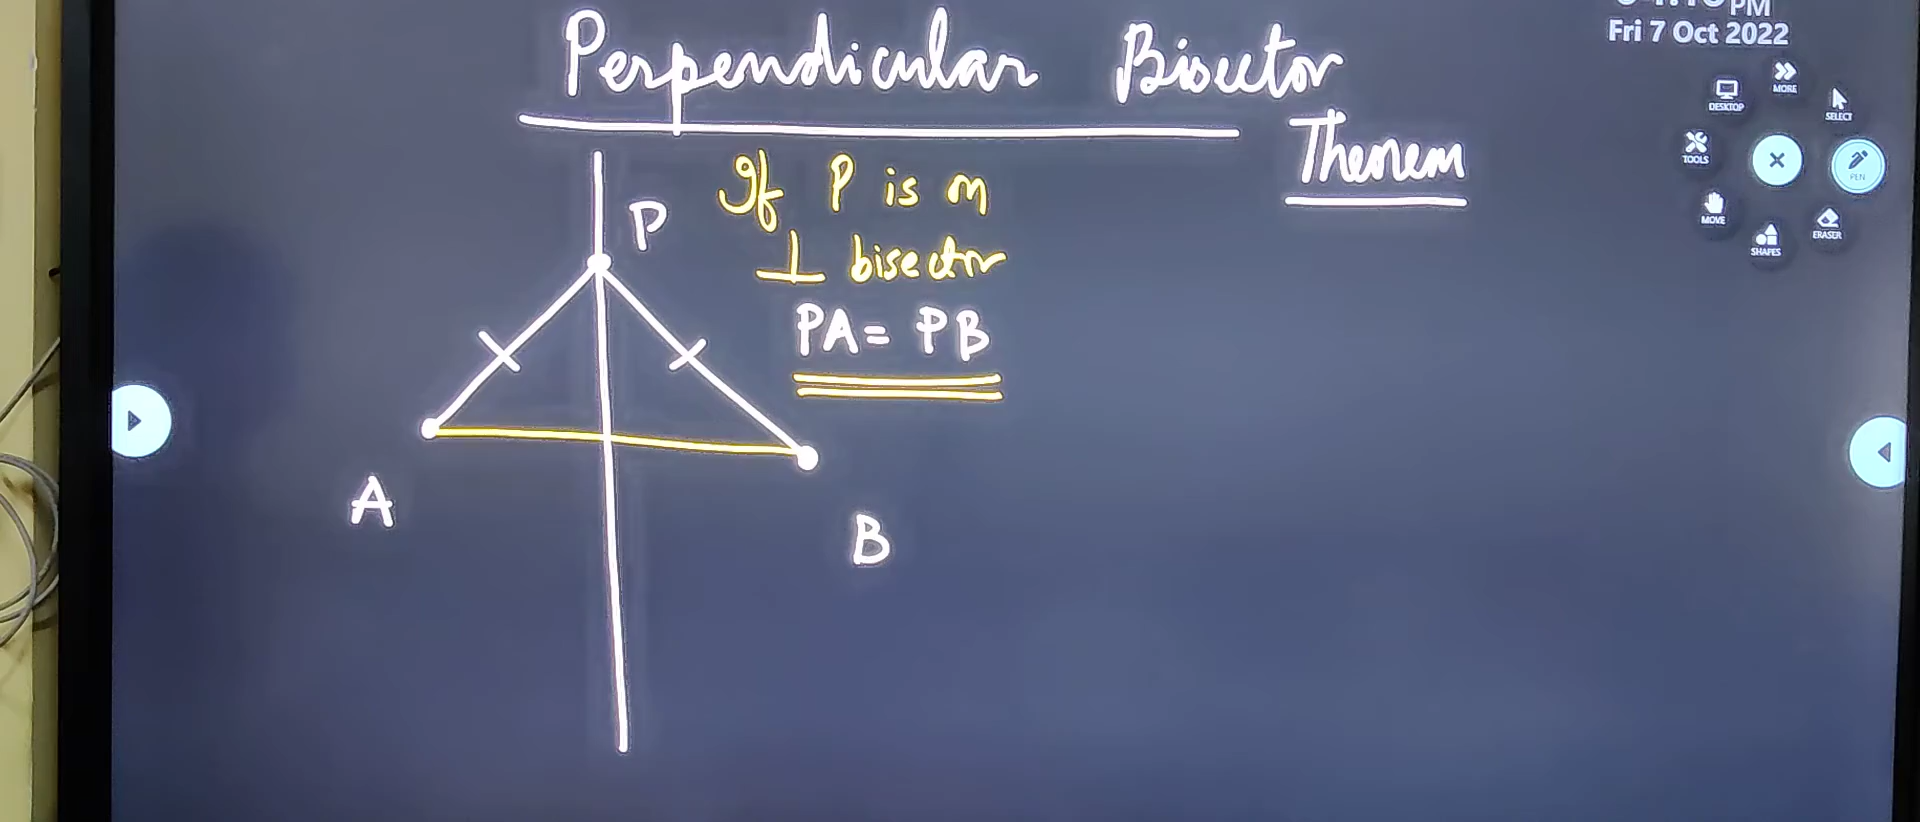 Perpendicular Bisector
Theorem
If P is on
⊥ bisector
PA = PB
P
A
B
PM
Fri 7 Oct 2022
MORE
DESKTOP
SELECT
TOOLS
PEN
MOVE
ERASER
SHAPES